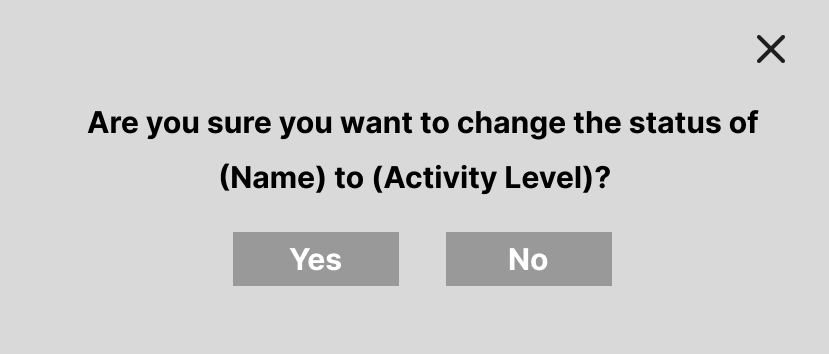 Are you sure you want to change the status of
(Name) to (Activity Level)?
Yes
No